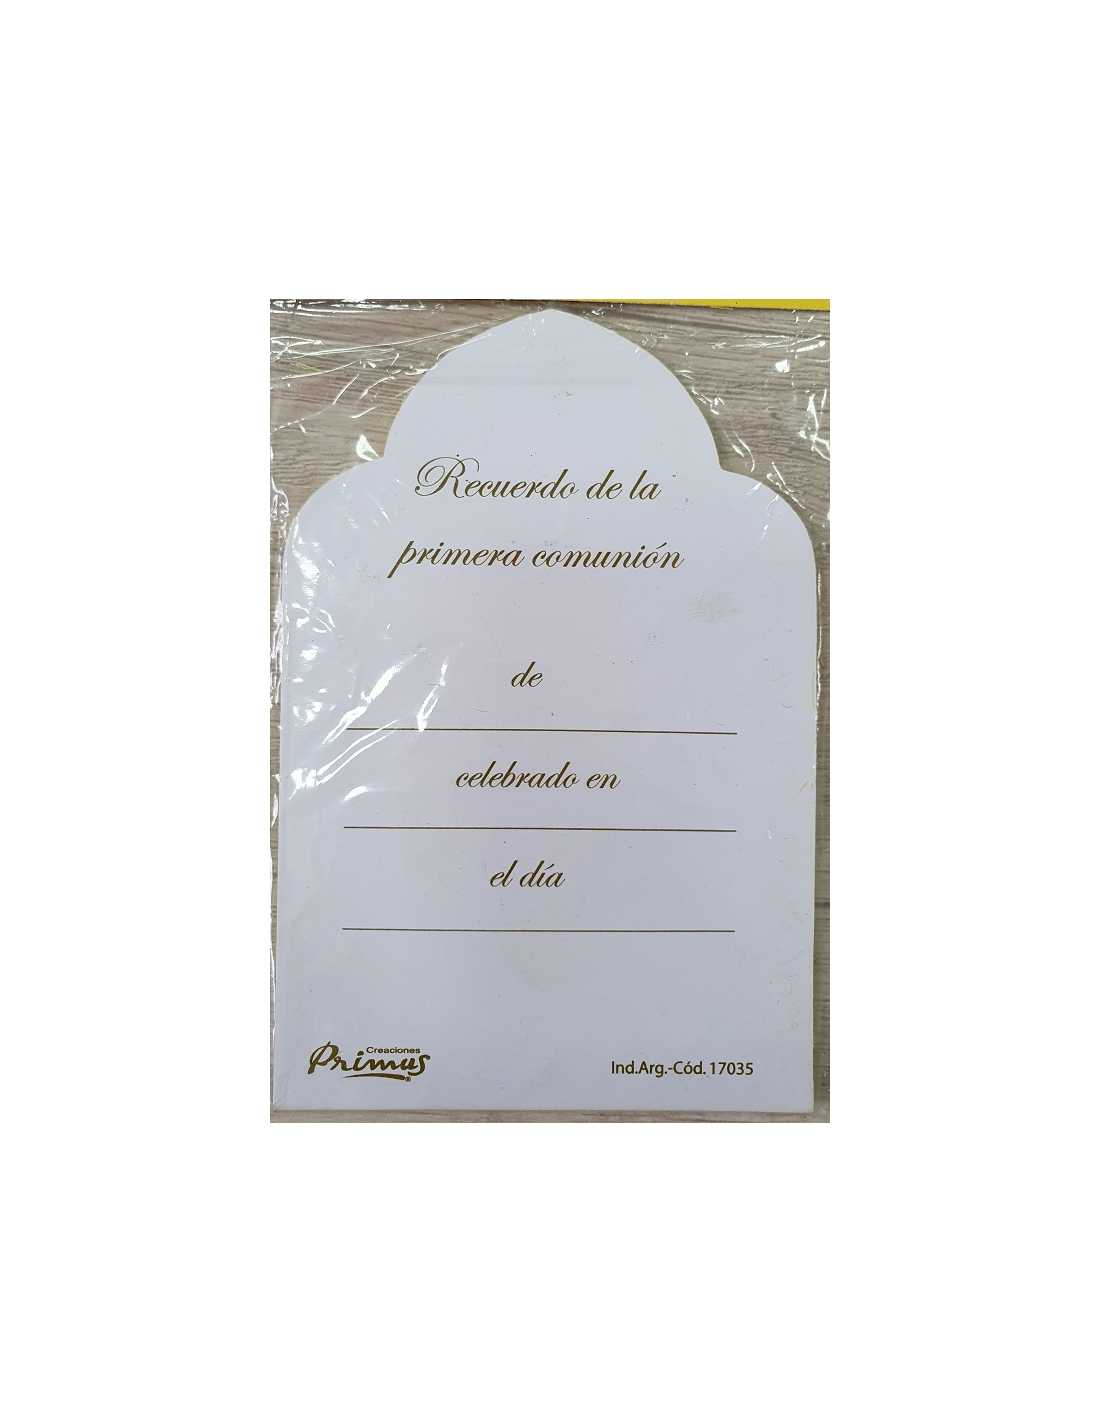 Recuerdo de la
primera comunión
de
celebrado en
el día
Creaciones
Primus®
Ind.Arg.-Cód. 17035